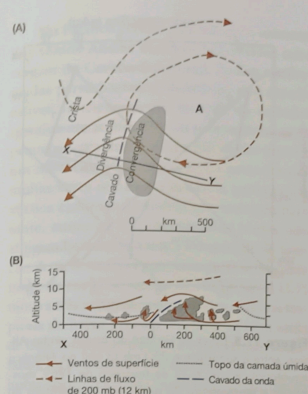 (A)
Crista
A
Divergência
Convergência
X
Y
Cavado
0 km 500
(B)
Altitude (km)
15
10
5
0
400 200 0 200 400 600
X km Y
Ventos de superfície
Topo da camada úmida
Linhas de fluxo
de 200 mb (12 km)
Cavado da onda